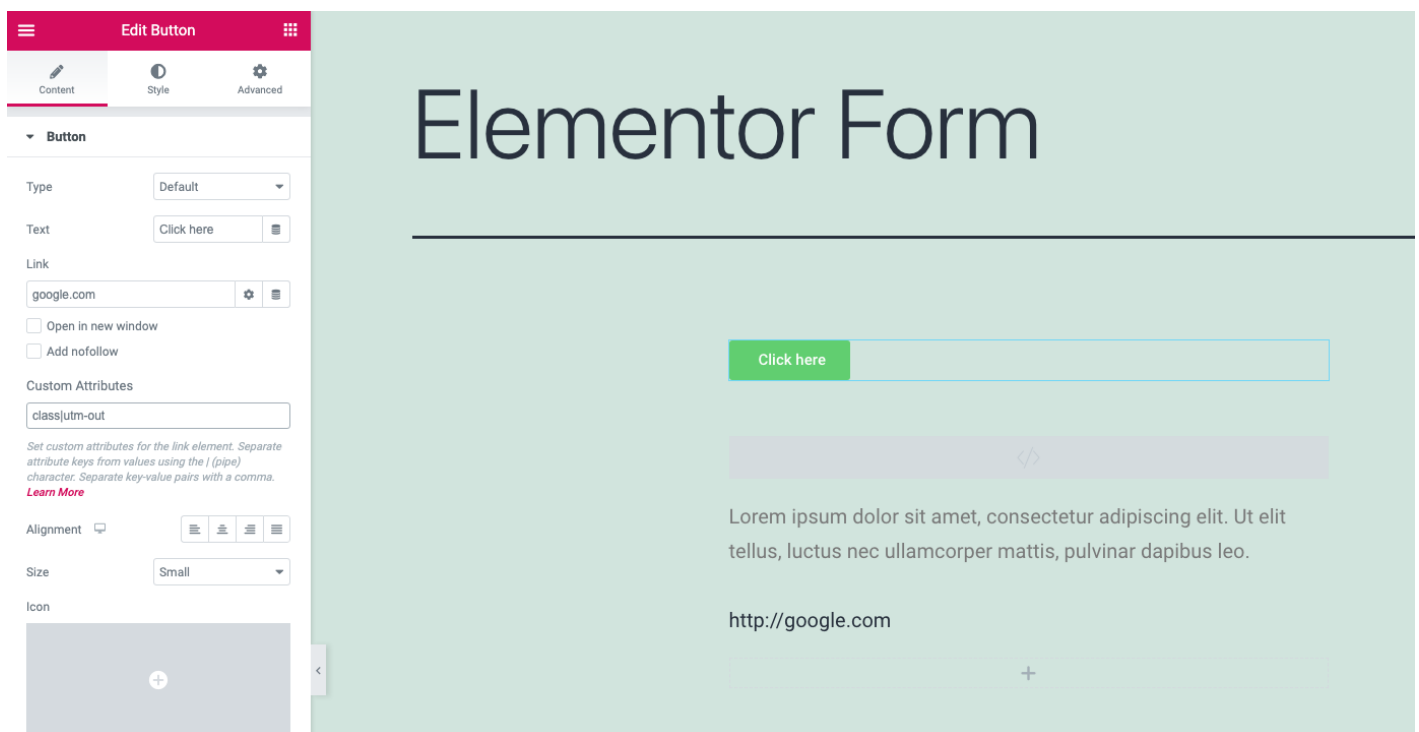 Edit Button
Content
Style
Advanced
Button
Type
Default
Text
Click here
Link
google.com
Open in new window
Add nofollow
Custom Attributes
class|utm-out
Set custom attributes for the link element. Separate
attribute keys from values using the | (pipe)
character. Separate key-value pairs with a comma.
Learn More
Alignment
Size
Small
Icon
Elementor Form
Click here
</>
Lorem ipsum dolor sit amet, consectetur adipiscing elit. Ut elit
tellus, luctus nec ullamcorper mattis, pulvinar dapibus leo.
http://google.com